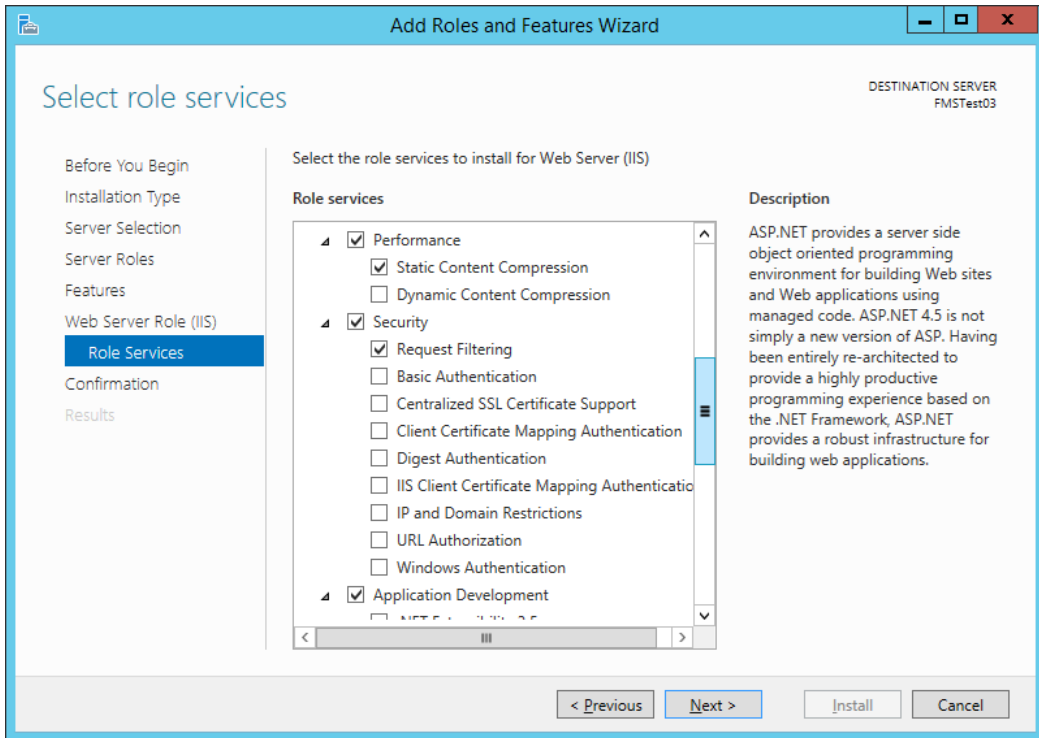 Add Roles and Features Wizard
Select role services
DESTINATION SERVER
FMSTest03
Before You Begin
Installation Type
Server Selection
Server Roles
Features
Web Server Role (IIS)
Role Services
Confirmation
Results
Select the role services to install for Web Server (IIS)
Role services
Performance
Static Content Compression
Dynamic Content Compression
Security
Request Filtering
Basic Authentication
Centralized SSL Certificate Support
Client Certificate Mapping Authentication
Digest Authentication
IIS Client Certificate Mapping Authenticatio
IP and Domain Restrictions
URL Authorization
Windows Authentication
Application Development
Description
ASP.NET provides a server side
object oriented programming
environment for building Web sites
and Web applications using
managed code. ASP.NET 4.5 is not
simply a new version of ASP. Having
been entirely re-architected to
provide a highly productive
programming experience based on
the .NET Framework, ASP.NET
provides a robust infrastructure for
building web applications.
< Previous
Next >
Install
Cancel